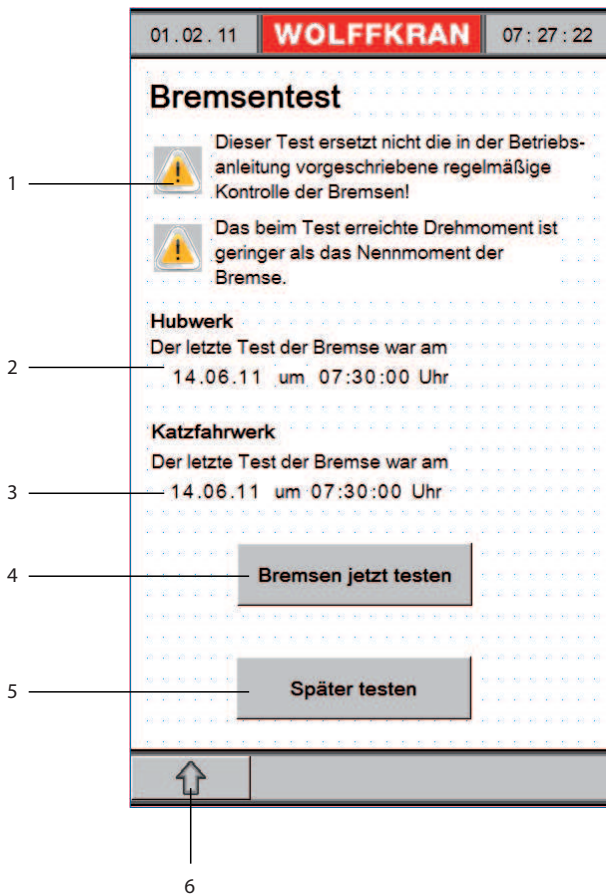 01.02.11 WOLFFKRAN 07:27:22
Bremsentest
Dieser Test ersetzt nicht die in der Betriebs-
anleitung vorgeschriebene regelmäßige
Kontrolle der Bremsen!
1
Das beim Test erreichte Drehmoment ist
geringer als das Nennmoment der
Bremse.
Hubwerk
Der letzte Test der Bremse war am
2
14.06.11 um 07:30:00 Uhr
Katzfahrwerk
Der letzte Test der Bremse war am
3
14.06.11 um 07:30:00 Uhr
4
Bremsen jetzt testen
5
Später testen
6